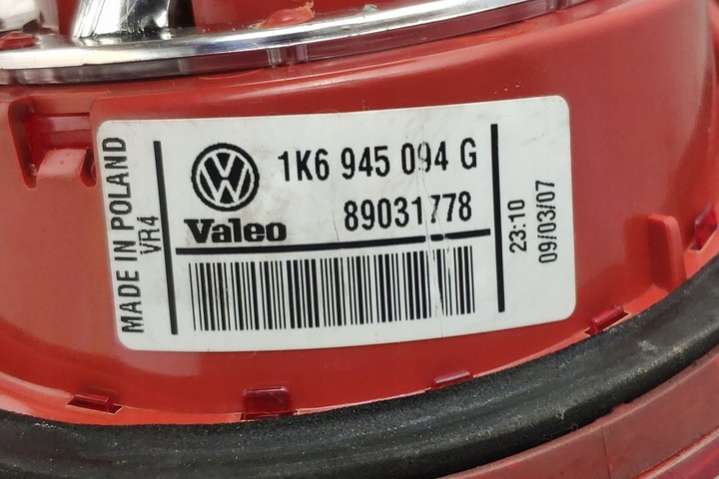 MADE IN POLAND
VR4
1K6 945 094 G
Valeo 89031778
23:10
09/03/07